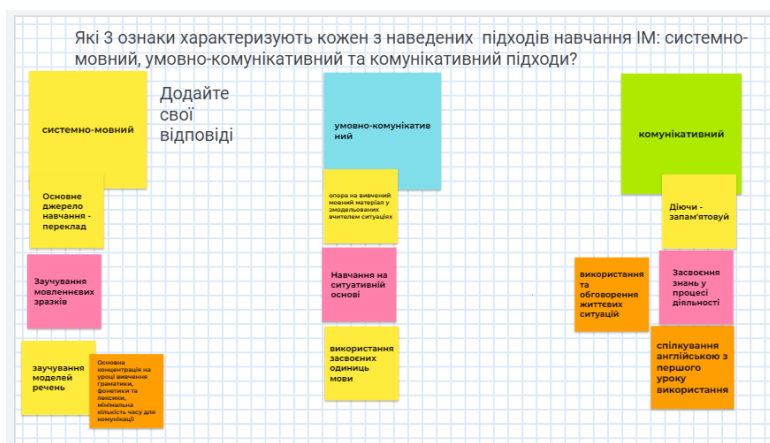 Які 3 ознаки характеризують кожен з наведених підходів навчання ІМ: системно-
мовний, умовно-комунікативний та комунікативний підходи?
системно-мовний
Додайте
свої
відповіді
Основне
джерело
навчання -
переклад
Заучування
мовленнєвих
зразків
заучування
моделей
речень
Основна
концентрація на
уроці вивчення
граматики,
фонетики та
лексики,
мінімальна
кількість часу для
комунікації
умовно-комунікатив
ний
опора на вивчений
мовний матеріал у
змодельованих
вчителем ситуаціях
Навчання на
ситуативній
основі
використання
засвоєних
одиниць
мови
комунікативний
Діючи -
запам'ятовуй
використання
та
обговорення
життєвих
ситуацій
Засвоєння
знань у
процесі
діяльності
спілкування
англійською з
першого
уроку
використання